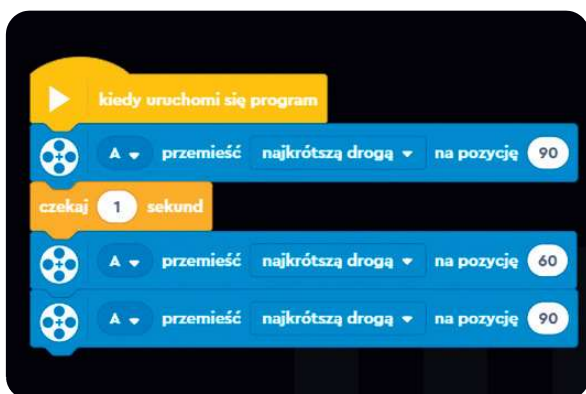 kiedy uruchomi się program
A przemieść najkrótszą drogą na pozycję 90
czekaj 1 sekund
A przemieść najkrótszą drogą na pozycję 60
A przemieść najkrótszą drogą na pozycję 90